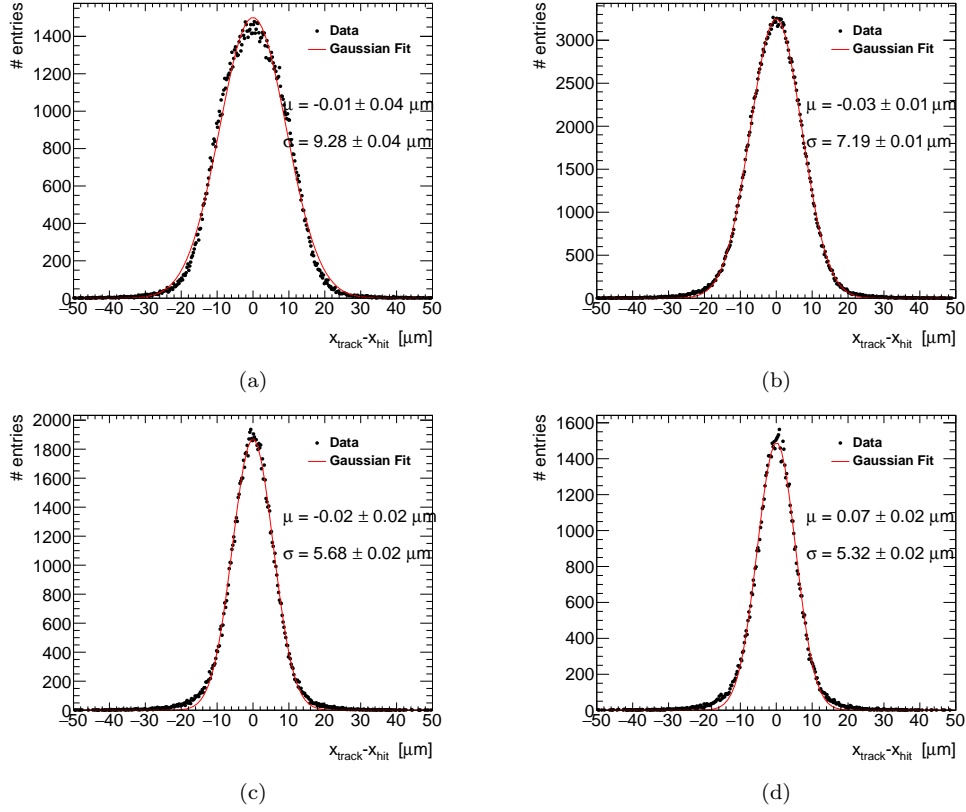 # entries
1400
1200
1000
800
600
400
200
0
Data
Gaussian Fit
μ = -0.01 ± 0.04 μm
σ = 9.28 ± 0.04 μm
−50 −40 −30 −20 −10 0 10 20 30 40 50
x_track-x_hit [μm]
(a)
# entries
3000
2500
2000
1500
1000
500
0
Data
Gaussian Fit
μ = -0.03 ± 0.01 μm
σ = 7.19 ± 0.01 μm
−50 −40 −30 −20 −10 0 10 20 30 40 50
x_track-x_hit [μm]
(b)
# entries
2000
1800
1600
1400
1200
1000
800
600
400
200
0
Data
Gaussian Fit
μ = -0.02 ± 0.02 μm
σ = 5.68 ± 0.02 μm
−50 −40 −30 −20 −10 0 10 20 30 40 50
x_track-x_hit [μm]
(c)
# entries
1600
1400
1200
1000
800
600
400
200
0
Data
Gaussian Fit
μ = 0.07 ± 0.02 μm
σ = 5.32 ± 0.02 μm
−50 −40 −30 −20 −10 0 10 20 30 40 50
x_track-x_hit [μm]
(d)